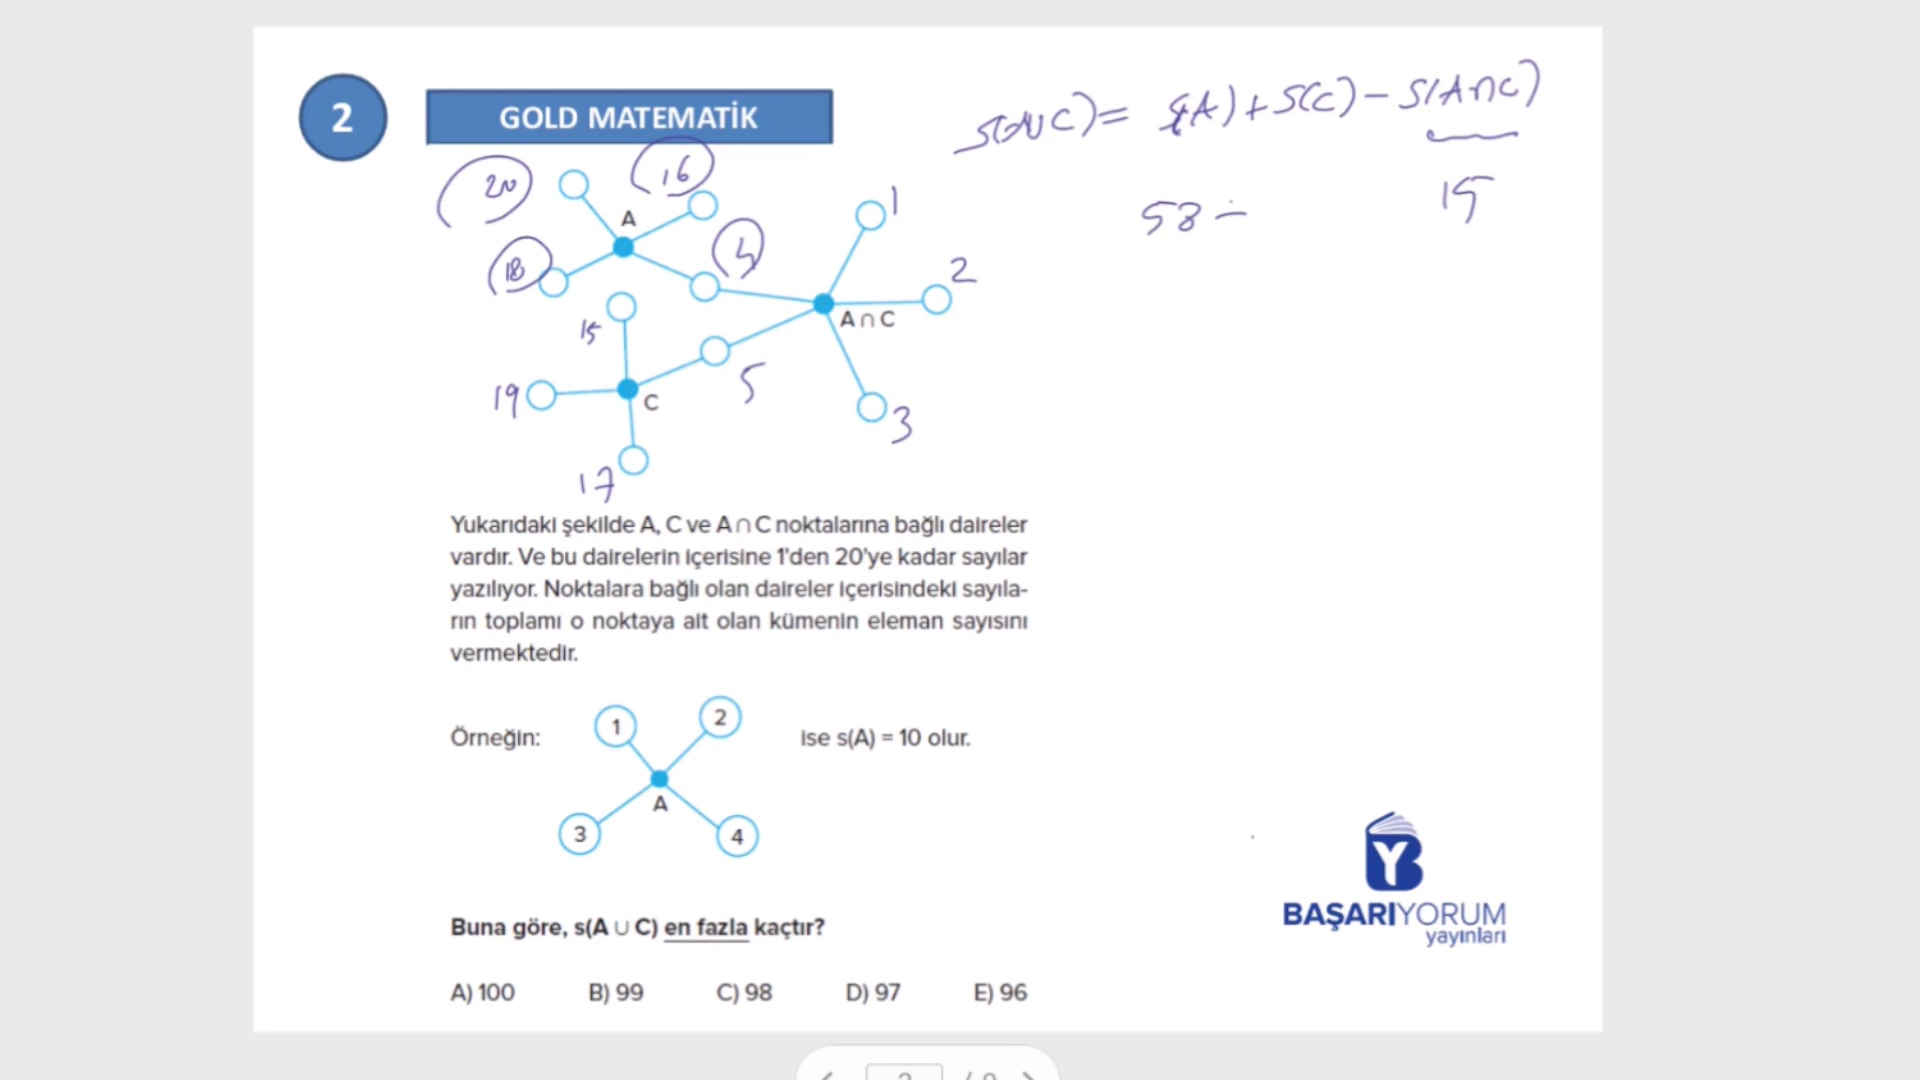 2
GOLD MATEMATİK
s(A∪C) = s(A) + s(C) - s(A∩C)
15
58 =
20
16
18
4
A
1
2
A∩C
3
15
19
C
5
17
Yukarıdaki şekilde A, C ve A∩C noktalarına bağlı daireler
vardır. Ve bu dairelerin içerisine 1'den 20'ye kadar sayılar
yazılıyor. Noktalara bağlı olan daireler içerisindeki sayıla-
rın toplamı o noktaya ait olan kümenin eleman sayısını
vermektedir.
Örneğin:
1
2
A
3
4
ise s(A) = 10 olur.
Buna göre, s(A ∪ C) en fazla kaçtır?
A) 100 B) 99 C) 98 D) 97 E) 96
BAŞARIYORUM
yayınları